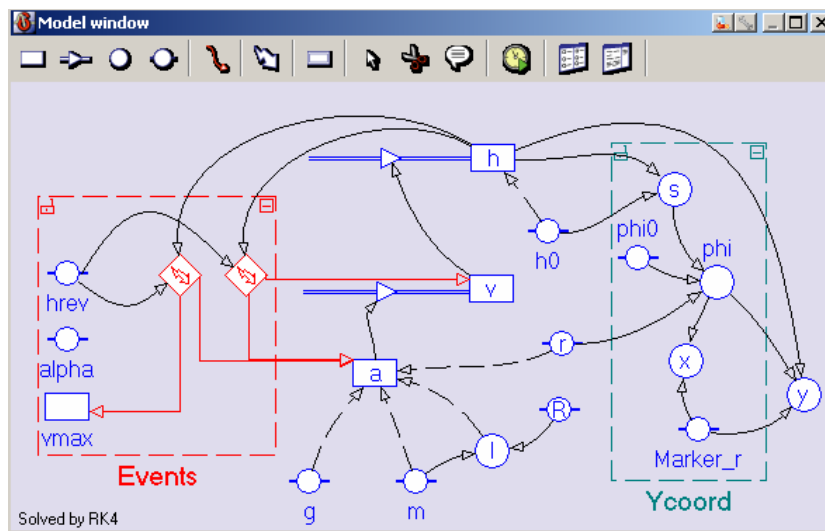 Model window
h
s
phi0
phi
h0
hrev
v
alpha
r
a
x
vmax
R
y
l
Marker_r
Events
g
m
Ycoord
Solved by RK4